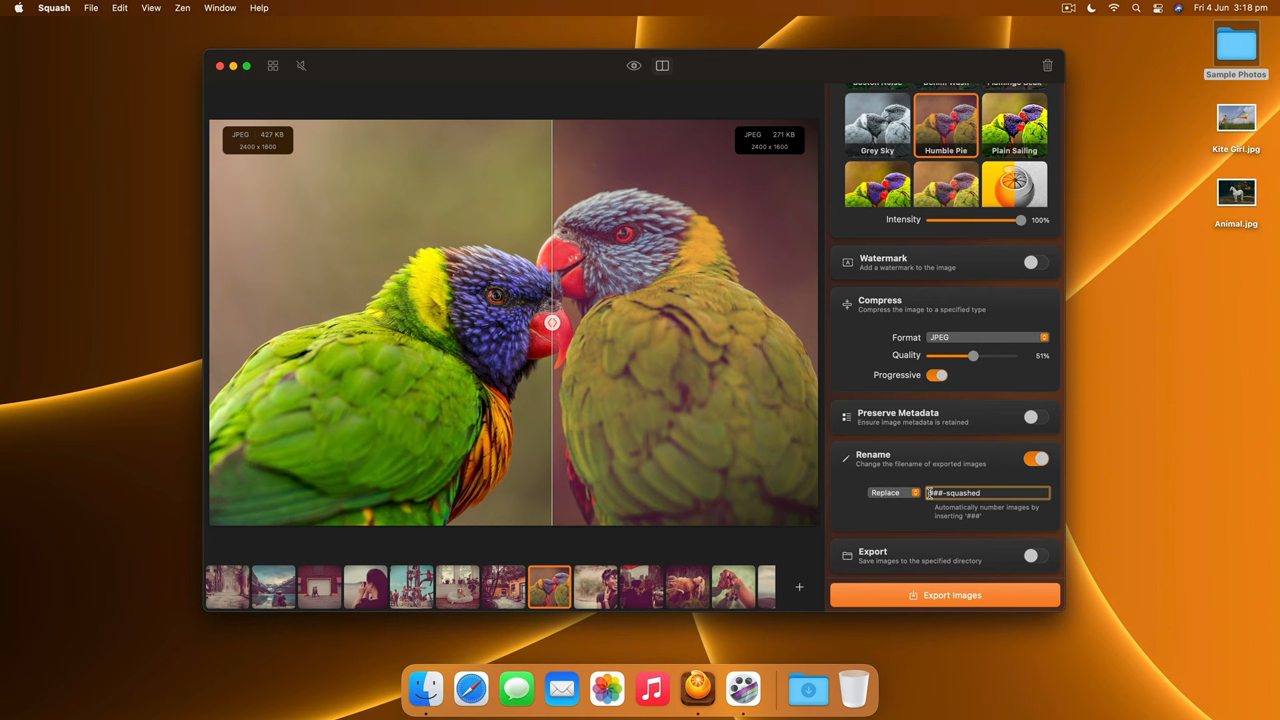 Squash File Edit View Zen Window Help
Fri 4 Jun 3:18 pm
Sample Photos
Kite Girl.jpg
Animal.jpg
JPEG 427 KB
2400 x 1600
JPEG 271 KB
2400 x 1600
Grey Sky Humble Pie Plain Sailing
Intensity 100%
Watermark
Add a watermark to the image
Compress
Compress the image to a specified type
Format JPEG
Quality 51%
Progressive
Preserve Metadata
Ensure image metadata is retained
Rename
Change the filename of exported images
Replace ###-squashed
Automatically number images by
inserting '###'
Export
Save images to the specified directory
Export Images